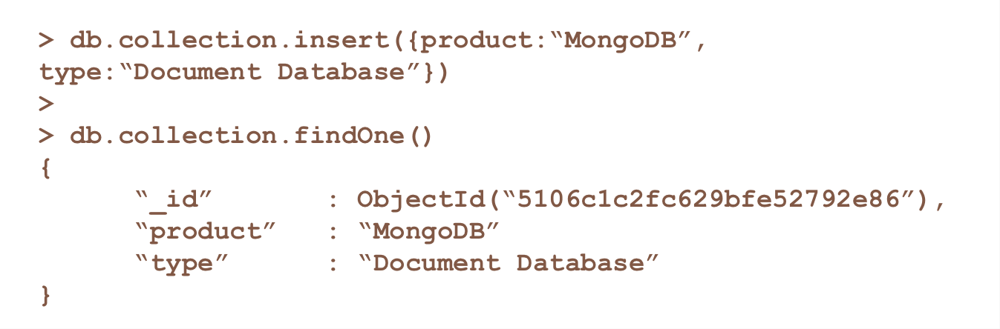 > db.collection.insert({product:“MongoDB”,
type:“Document Database”})
>
> db.collection.findOne()
{
“_id” : ObjectId(“5106c1c2fc629bfe52792e86”),
“product” : “MongoDB”
“type” : “Document Database”
}